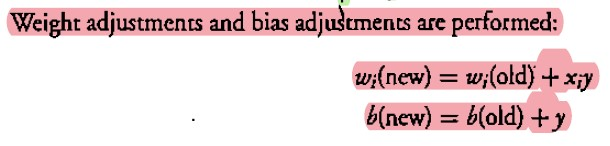 Weight adjustments and bias adjustments are performed:
wᵢ(new) = wᵢ(old) + xᵢy
b(new) = b(old) + y